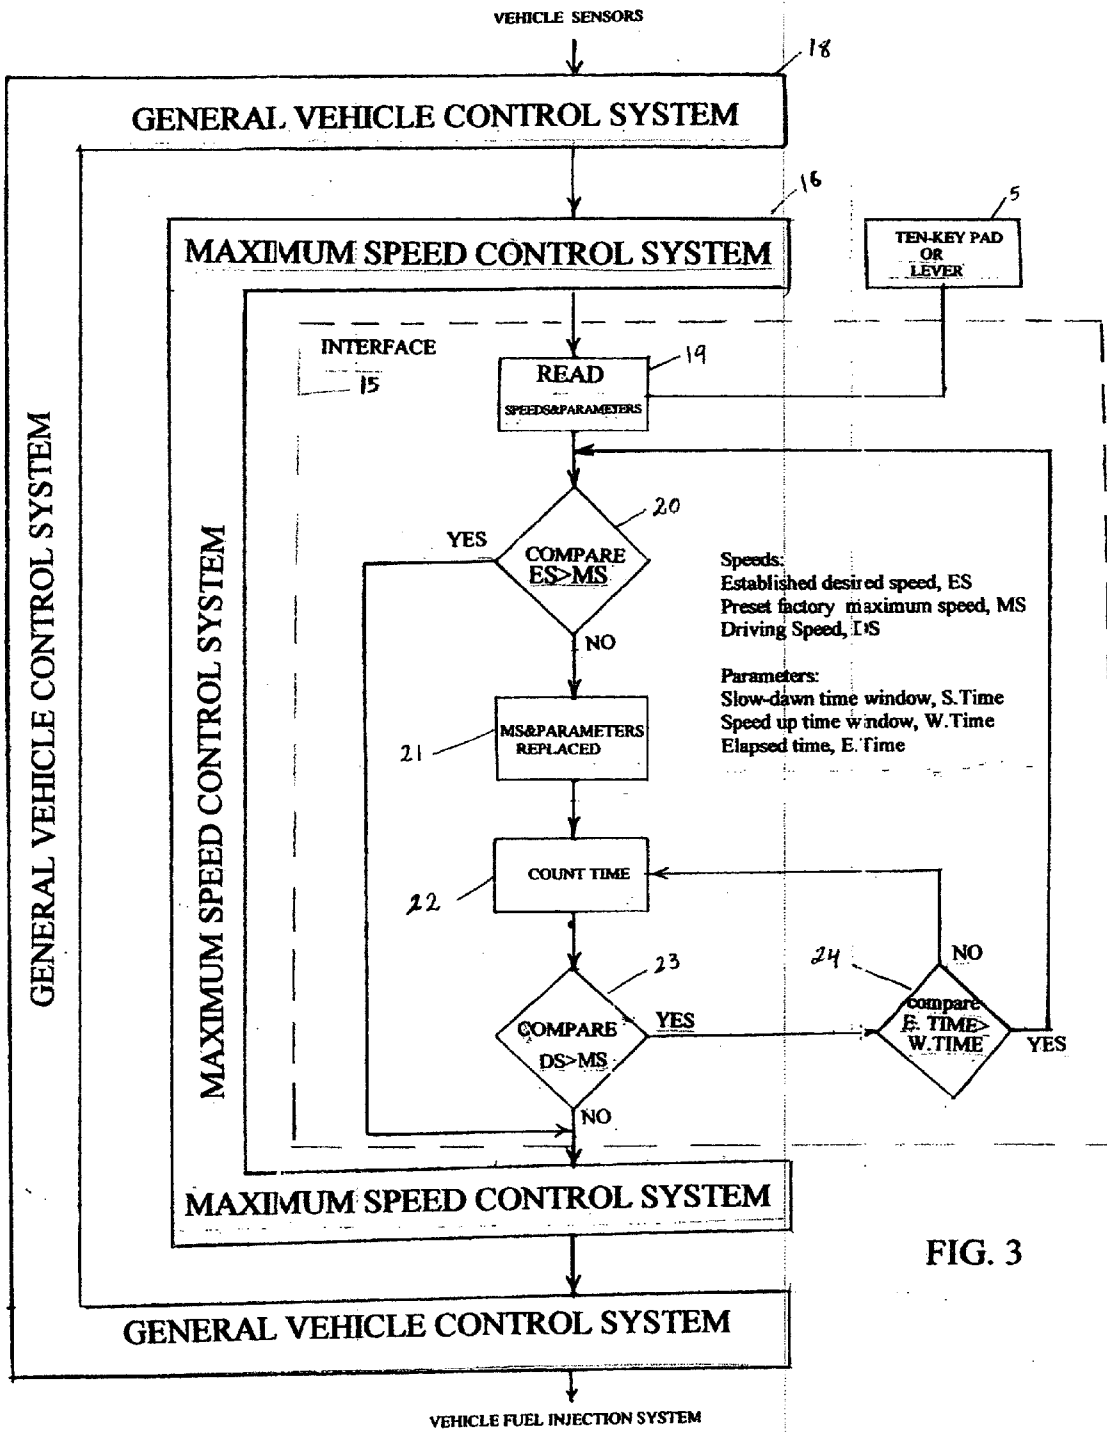 VEHICLE SENSORS
18
GENERAL VEHICLE CONTROL SYSTEM
16
MAXIMUM SPEED CONTROL SYSTEM
5
TEN-KEY PAD
OR
LEVER
INTERFACE
15
19
READ
SPEEDS&PARAMETERS
20
YES
COMPARE
ES>MS
NO
Speeds:
Established desired speed, ES
Preset factory maximum speed, MS
Driving Speed, DS
Parameters:
Slow-dawn time window, S.Time
Speed up time window, W.Time
Elapsed time, E.Time
MS&PARAMETERS
REPLACED
21
COUNT TIME
22
23
COMPARE
DS>MS
YES
NO
24
NO
compare
E. TIME>
W.TIME
YES
GENERAL VEHICLE CONTROL SYSTEM
MAXIMUM SPEED CONTROL SYSTEM
MAXIMUM SPEED CONTROL SYSTEM
FIG. 3
GENERAL VEHICLE CONTROL SYSTEM
VEHICLE FUEL INJECTION SYSTEM